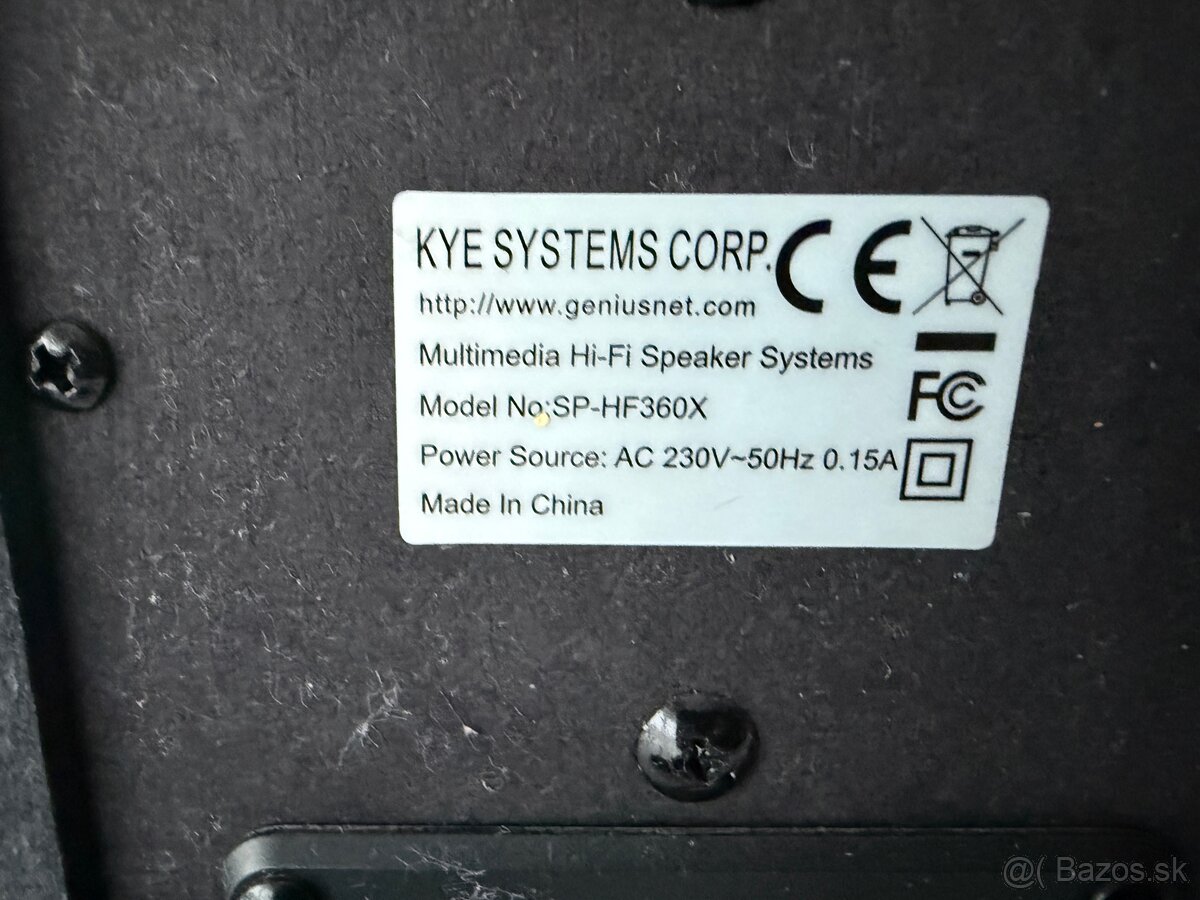 KYE SYSTEMS CORP. CE
http://www.geniusnet.com
Multimedia Hi-Fi Speaker Systems
Model No:SP-HF360X
FC
Power Source: AC 230V~50Hz 0.15A
Made In China
@( Bazos.sk